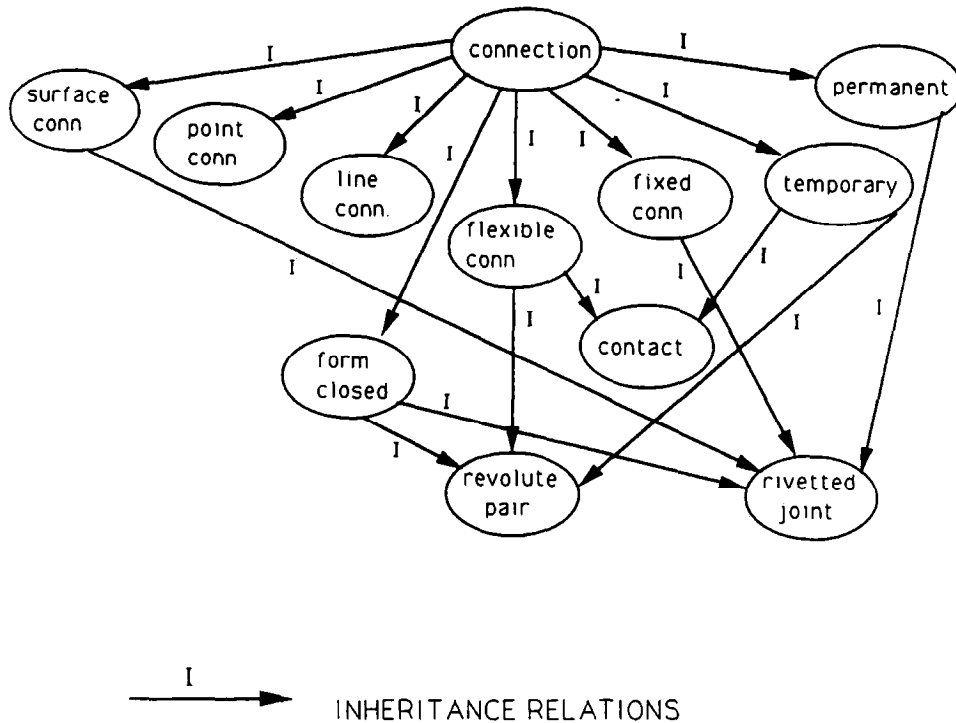 connection
I
I
I
I
I
I
I
I
surface
conn
point
conn
line
conn.
flexible
conn
fixed
conn
temporary
permanent
I
I
I
I
I
I
I
form
closed
contact
I
I
revolute
pair
rivetted
joint
I
INHERITANCE RELATIONS